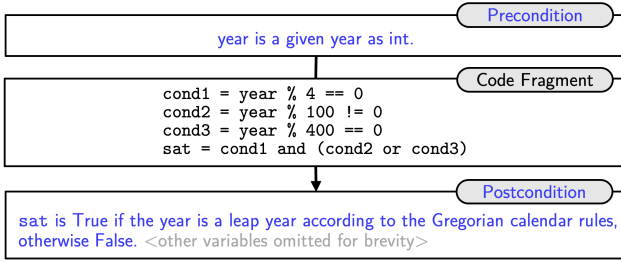 Precondition
year is a given year as int.
Code Fragment
cond1 = year % 4 == 0
cond2 = year % 100 != 0
cond3 = year % 400 == 0
sat = cond1 and (cond2 or cond3)
Postcondition
sat is True if the year is a leap year according to the Gregorian calendar rules,
otherwise False. <other variables omitted for brevity>